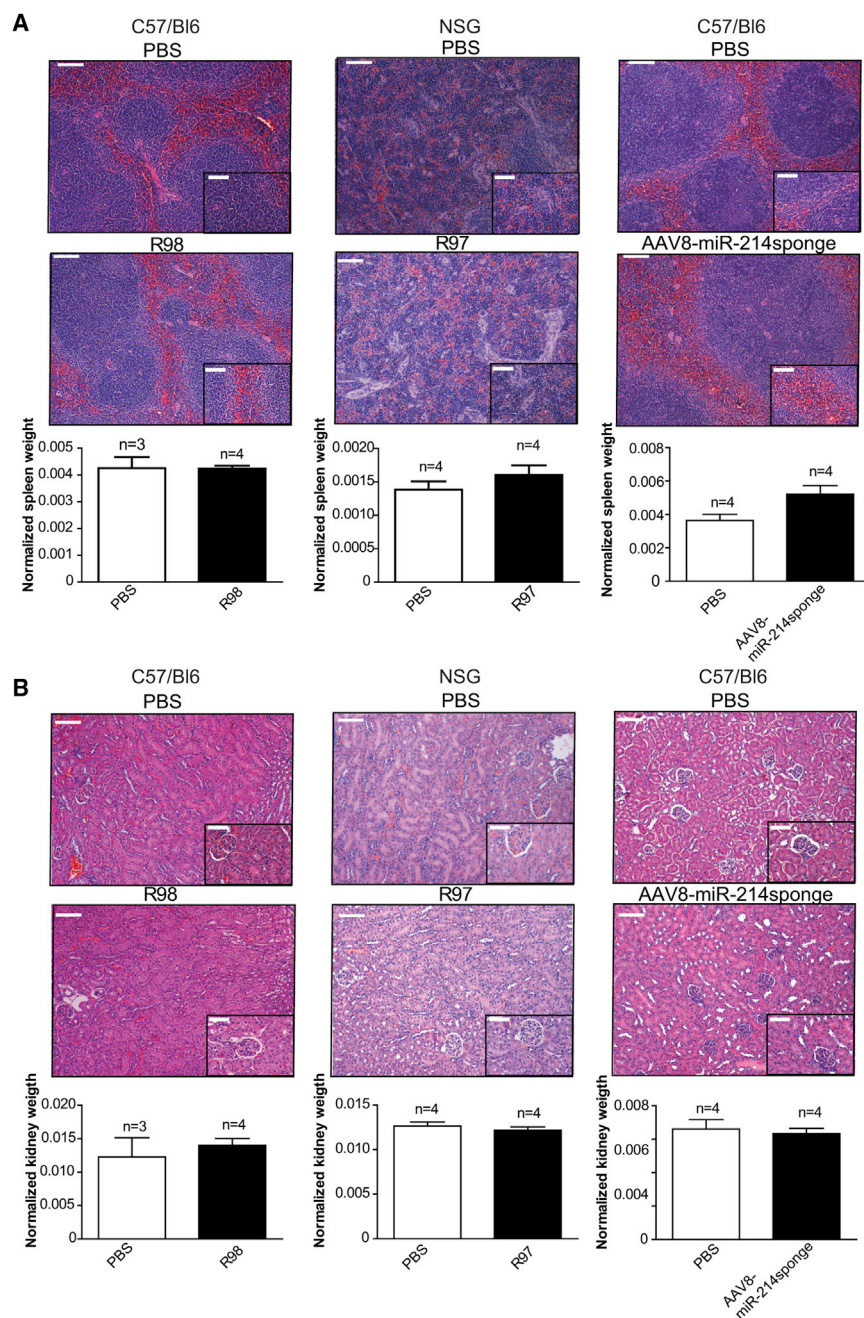 A
C57/Bl6
PBS
NSG
PBS
C57/Bl6
PBS
R98
R97
AAV8-miR-214sponge
Normalized spleen weight
0.005
0.004
0.003
0.002
0.001
0
n=3
n=4
PBS
R98
Normalized spleen weight
0.0020
0.0015
0.001
0.0005
0
n=4
n=4
PBS
R97
Normalized spleen weight
0.008
0.006
0.004
0.002
0
n=4
n=4
PBS
AAV8-
miR-214sponge
B
C57/Bl6
PBS
NSG
PBS
C57/Bl6
PBS
R98
R97
AAV8-miR-214sponge
Normalized kidney weigth
0.020
0.015
0.010
0.005
0
n=3
n=4
PBS
R98
Normalized kidney weigth
0.015
0.010
0.005
0
n=4
n=4
PBS
R97
Normalized kidney weigth
0.008
0.006
0.004
0
n=4
n=4
PBS
AAV8-
miR-214sponge